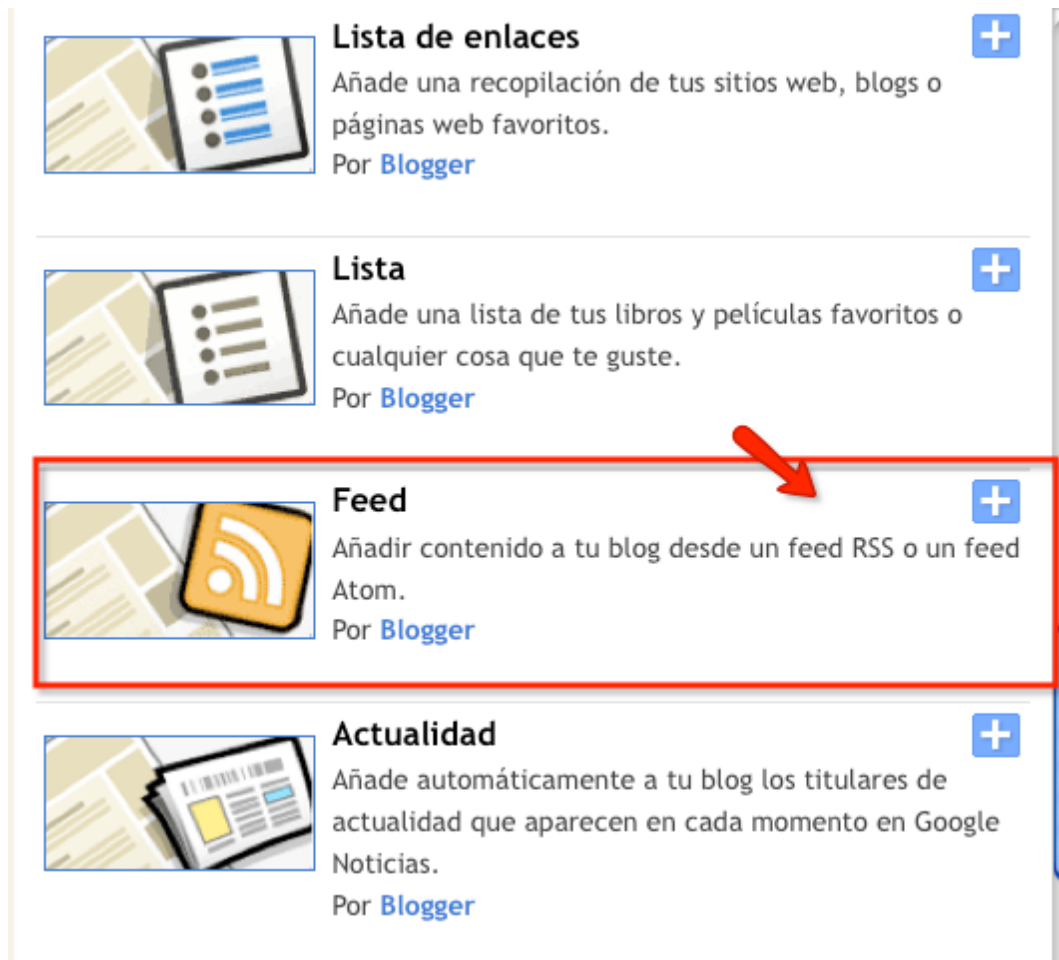 Lista de enlaces
Añade una recopilación de tus sitios web, blogs o
páginas web favoritos.
Por Blogger
Lista
Añade una lista de tus libros y películas favoritos o
cualquier cosa que te guste.
Por Blogger
Feed
Añadir contenido a tu blog desde un feed RSS o un feed
Atom.
Por Blogger
Actualidad
Añade automáticamente a tu blog los titulares de
actualidad que aparecen en cada momento en Google
Noticias.
Por Blogger